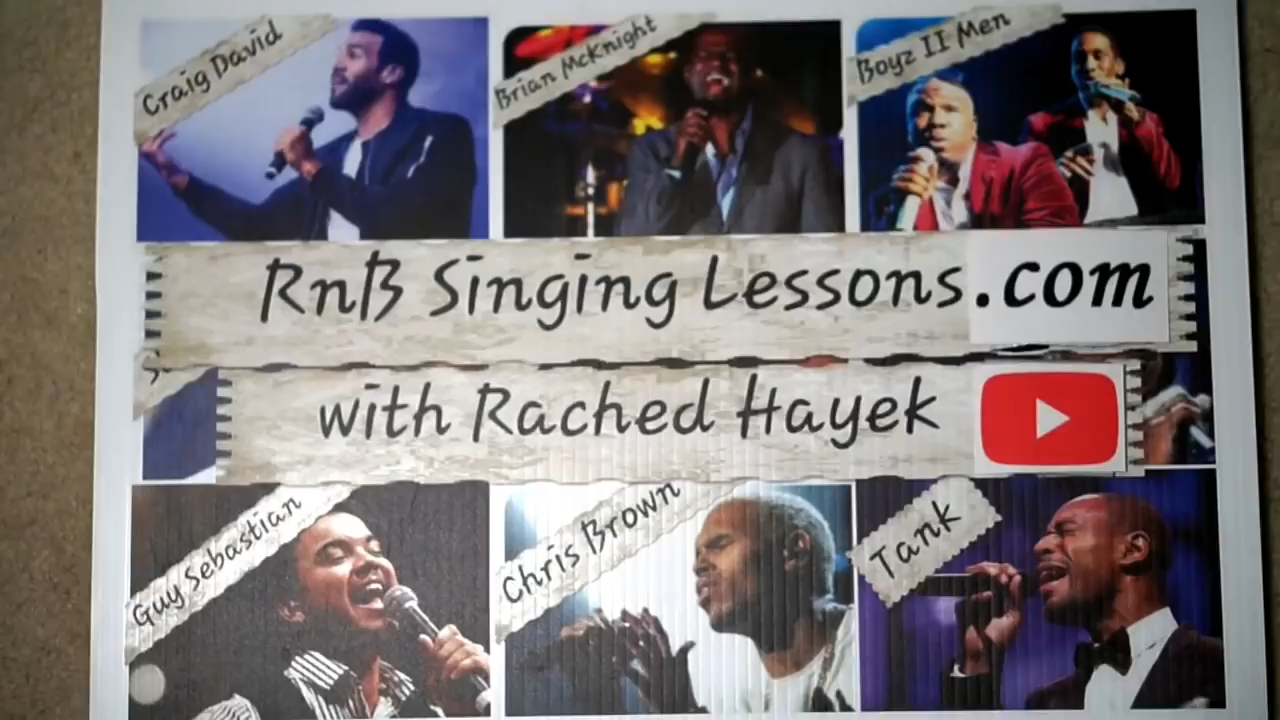 Craig David
Brian McKnight
Boyz II Men
RnB Singing Lessons.com
with Rached Hayek
Guy Sebastian
Chris Brown
Tank